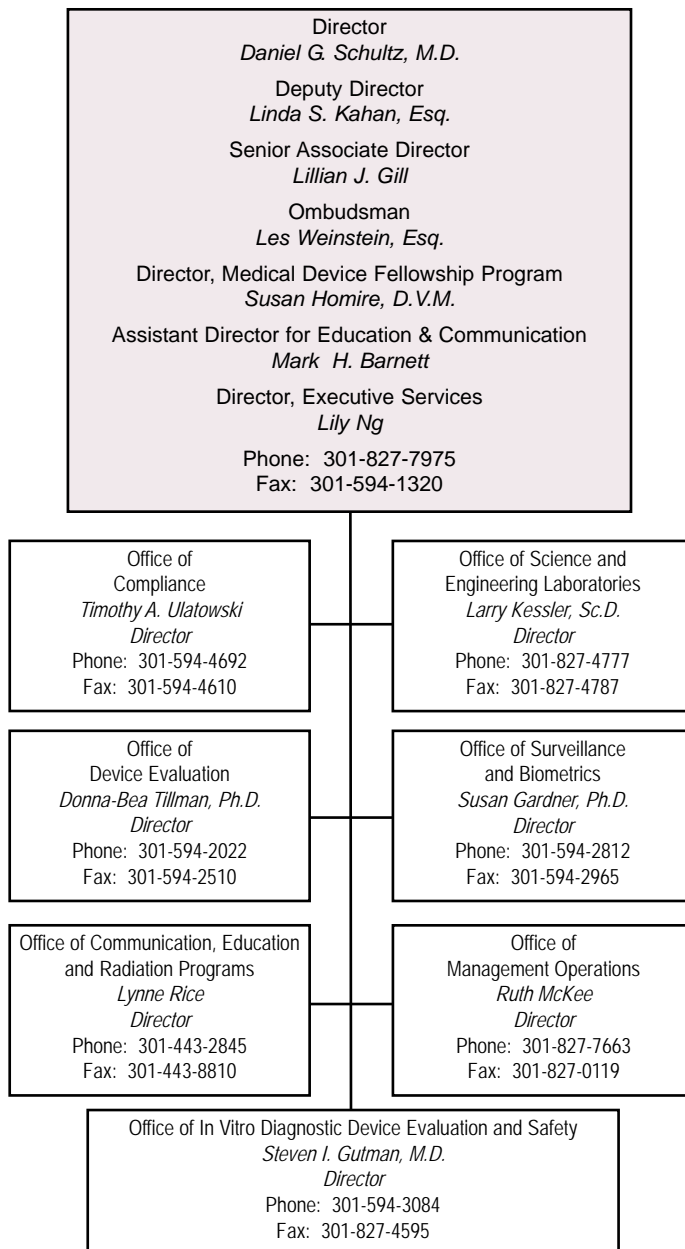 Director
Daniel G. Schultz, M.D.
Deputy Director
Linda S. Kahan, Esq.
Senior Associate Director
Lillian J. Gill
Ombudsman
Les Weinstein, Esq.
Director, Medical Device Fellowship Program
Susan Homire, D.V.M.
Assistant Director for Education & Communication
Mark H. Barnett
Director, Executive Services
Lily Ng
Phone: 301-827-7975
Fax: 301-594-1320
Office of
Compliance
Timothy A. Ulatowski
Director
Phone: 301-594-4692
Fax: 301-594-4610
Office of Science and
Engineering Laboratories
Larry Kessler, Sc.D.
Director
Phone: 301-827-4777
Fax: 301-827-4787
Office of
Device Evaluation
Donna-Bea Tillman, Ph.D.
Director
Phone: 301-594-2022
Fax: 301-594-2510
Office of Surveillance
and Biometrics
Susan Gardner, Ph.D.
Director
Phone: 301-594-2812
Fax: 301-594-2965
Office of Communication, Education
and Radiation Programs
Lynne Rice
Director
Phone: 301-443-2845
Fax: 301-443-8810
Office of
Management Operations
Ruth McKee
Director
Phone: 301-827-7663
Fax: 301-827-0119
Office of In Vitro Diagnostic Device Evaluation and Safety
Steven I. Gutman, M.D.
Director
Phone: 301-594-3084
Fax: 301-827-4595